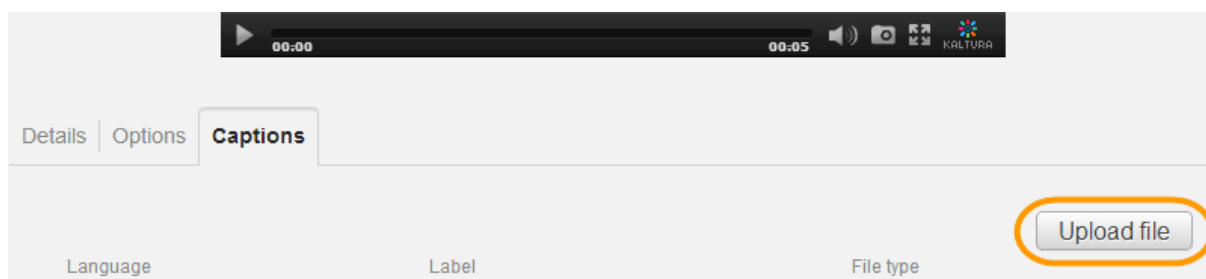 00:00 00:05 KALTURA
Details Options Captions
Upload file
Language Label File type